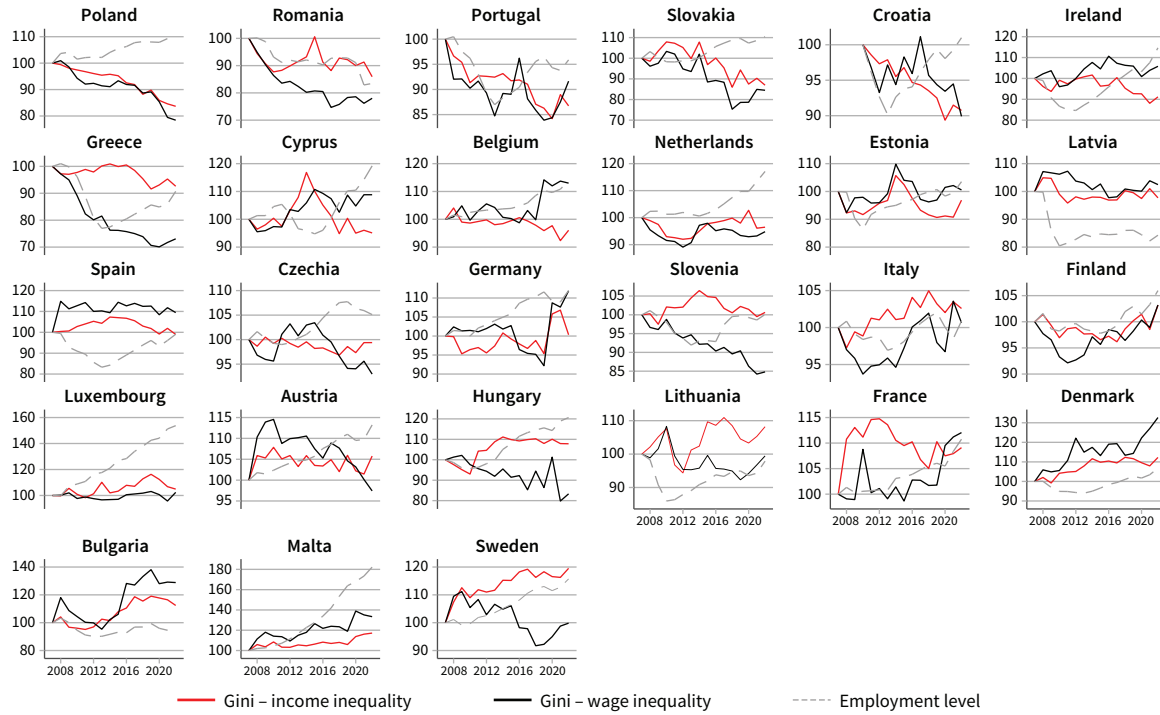 Poland Romania Portugal Slovakia Croatia Ireland
110 100 90 80
100 90 80 70
100 95 90 85
110 100 90 80 70
100 95 90
120 110 100 90 80
Greece Cyprus Belgium Netherlands Estonia Latvia
100 90 80 70
120 110 100 90
120 110 100 90
120 110 100 90
110 100 90 80
110 100 90 80
Spain Czechia Germany Slovenia Italy Finland
120 110 100 90 80
110 105 100 95
110 105 100 95 90
105 100 95 90 85
105 100 95
105 100 95 90
Luxembourg Austria Hungary Lithuania France Denmark
160 140 120 100
115 110 105 100 95
120 110 100 90 80
110 100 90
115 110 105 100
130 120 110 100 90
2008 2012 2016 2020 2008 2012 2016 2020 2008 2012 2016 2020
Bulgaria Malta Sweden
140 120 100 80
180 160 140 120 100
120 110 100 90
2008 2012 2016 2020 2008 2012 2016 2020 2008 2012 2016 2020
Gini – income inequality Gini – wage inequality Employment level